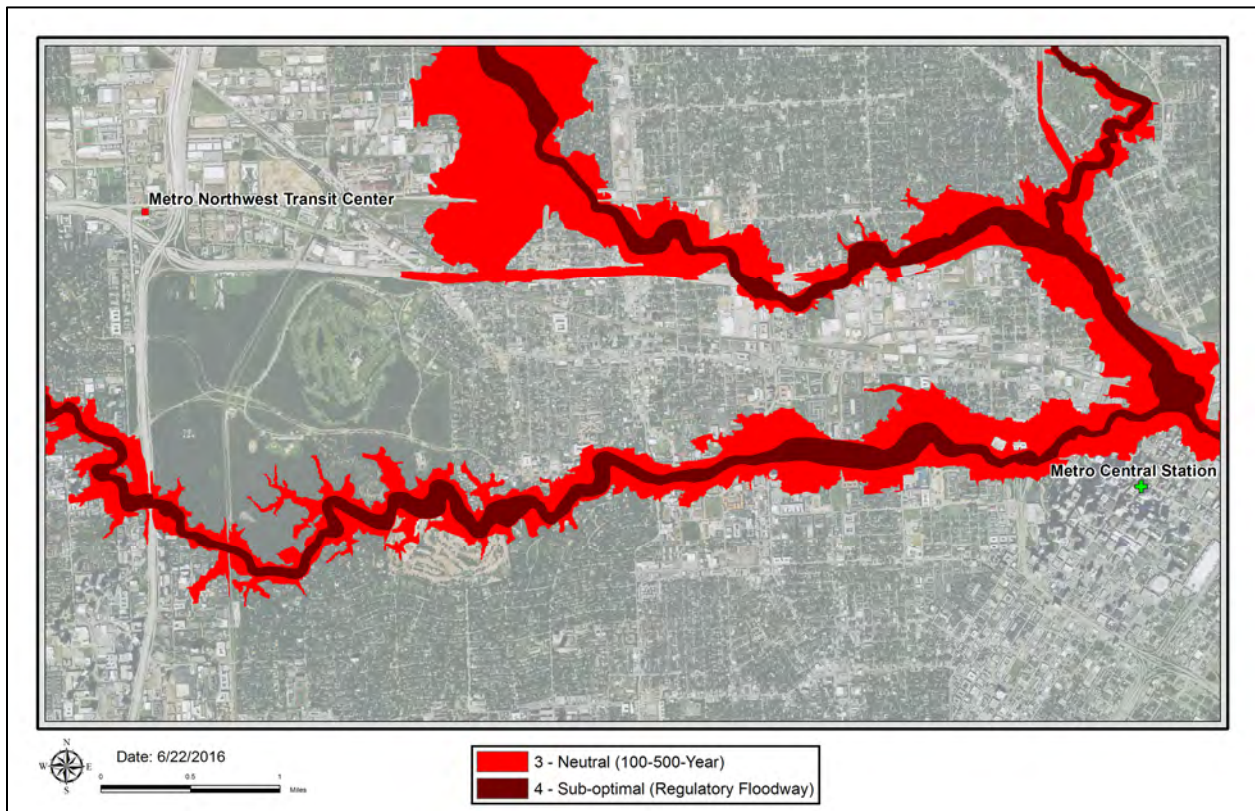 Metro Northwest Transit Center
Metro Central Station
N
W E
S
Date: 6/22/2016
0 0.5 1
Miles
3 - Neutral (100-500-Year)
4 - Sub-optimal (Regulatory Floodway)